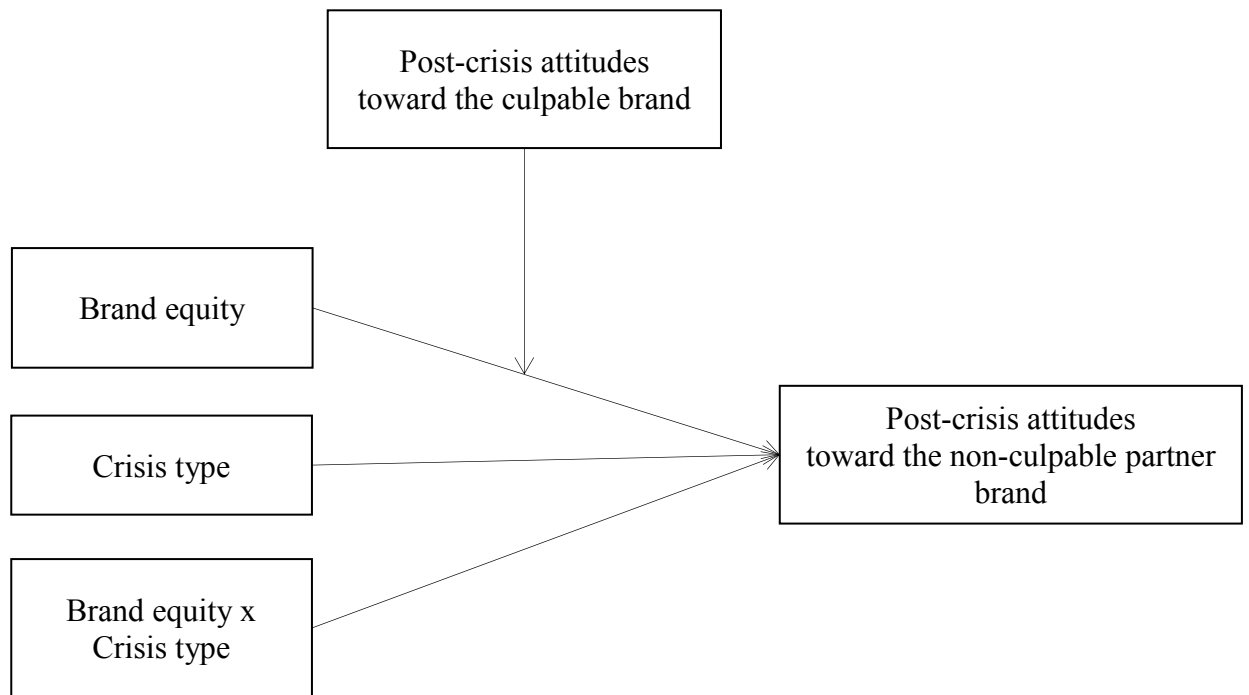 Post-crisis attitudes
toward the culpable brand
Brand equity
Crisis type
Post-crisis attitudes
toward the non-culpable partner
brand
Brand equity x
Crisis type